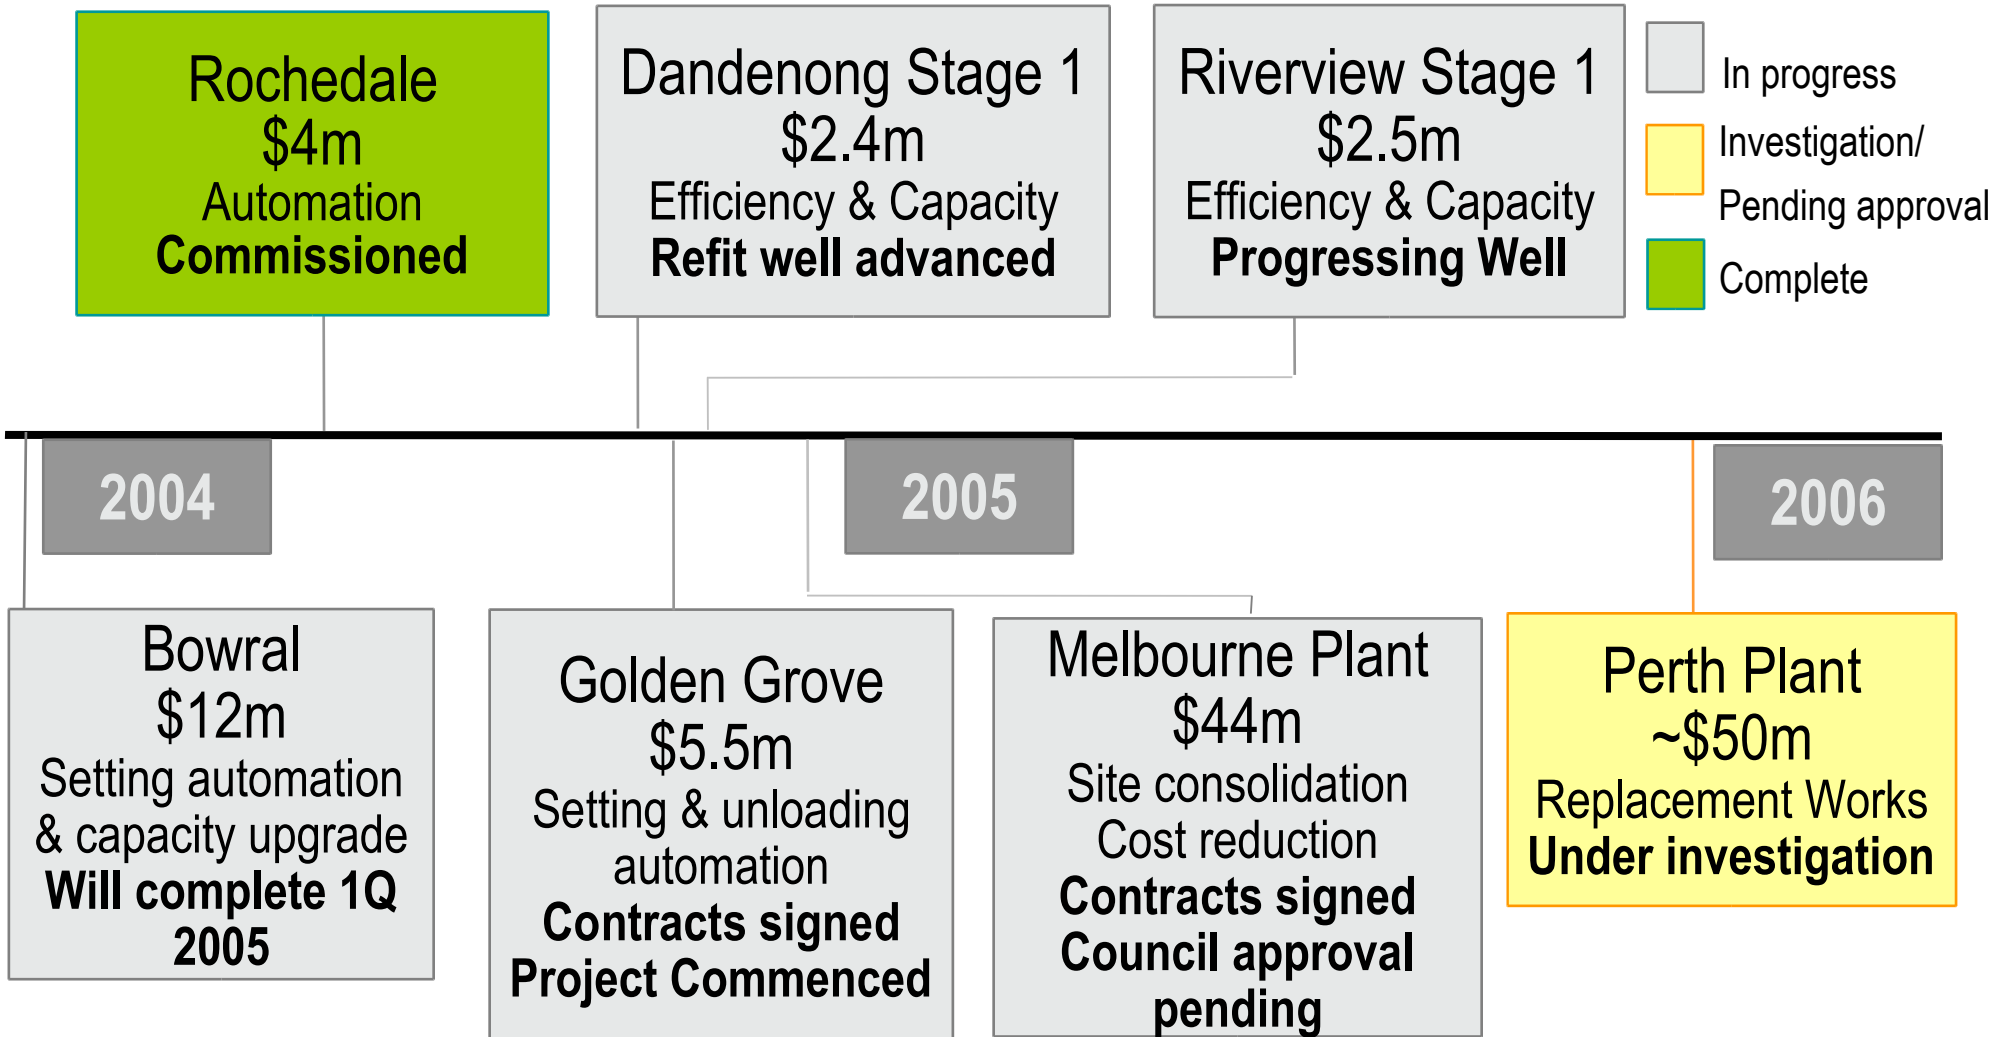 Rochedale
$4m
Automation
Commissioned
Dandenong Stage 1
$2.4m
Efficiency & Capacity
Refit well advanced
Riverview Stage 1
$2.5m
Efficiency & Capacity
Progressing Well
In progress
Investigation/
Pending approval
Complete
2004
2005
2006
Bowral
$12m
Setting automation
& capacity upgrade
Will complete 1Q
2005
Golden Grove
$5.5m
Setting & unloading
automation
Contracts signed
Project Commenced
Melbourne Plant
$44m
Site consolidation
Cost reduction
Contracts signed
Council approval
pending
Perth Plant
~$50m
Replacement Works
Under investigation